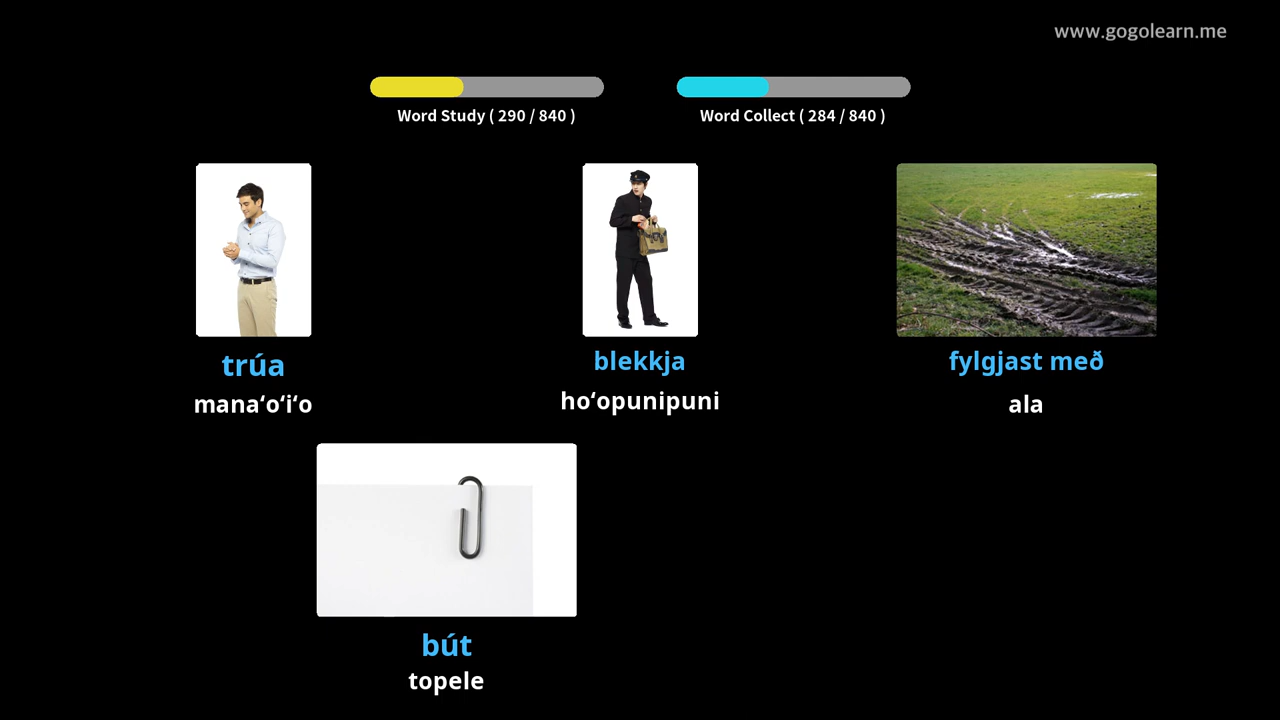 www.gogolearn.me
Word Study ( 290 / 840 )
Word Collect ( 284 / 840 )
trúa
manaʻoʻiʻo
blekkja
hoʻopunipuni
fylgjast með
ala
bút
topele